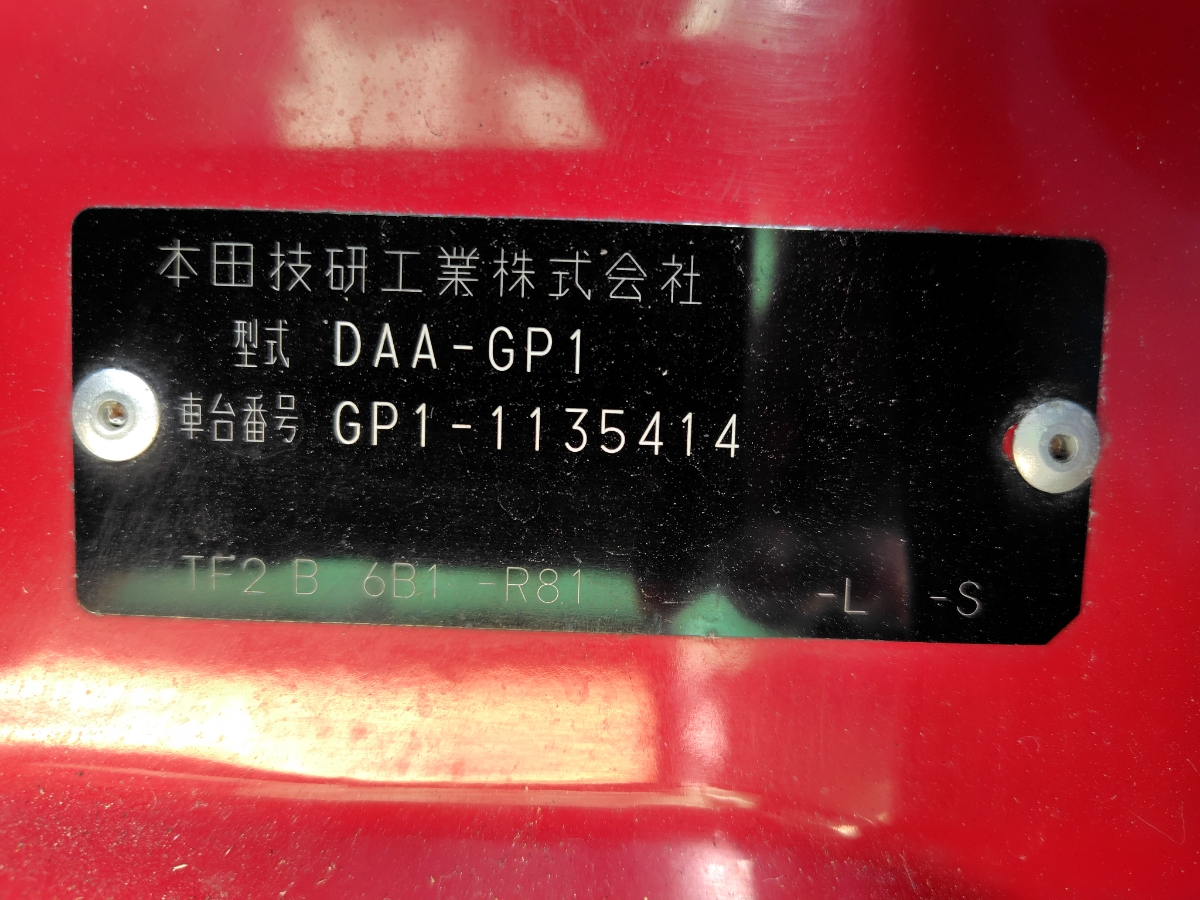 本田技研工業株式会社
型式 DAA-GP1
車台番号 GP1-1135414
TF2 B 6B1 -R81 -L -S